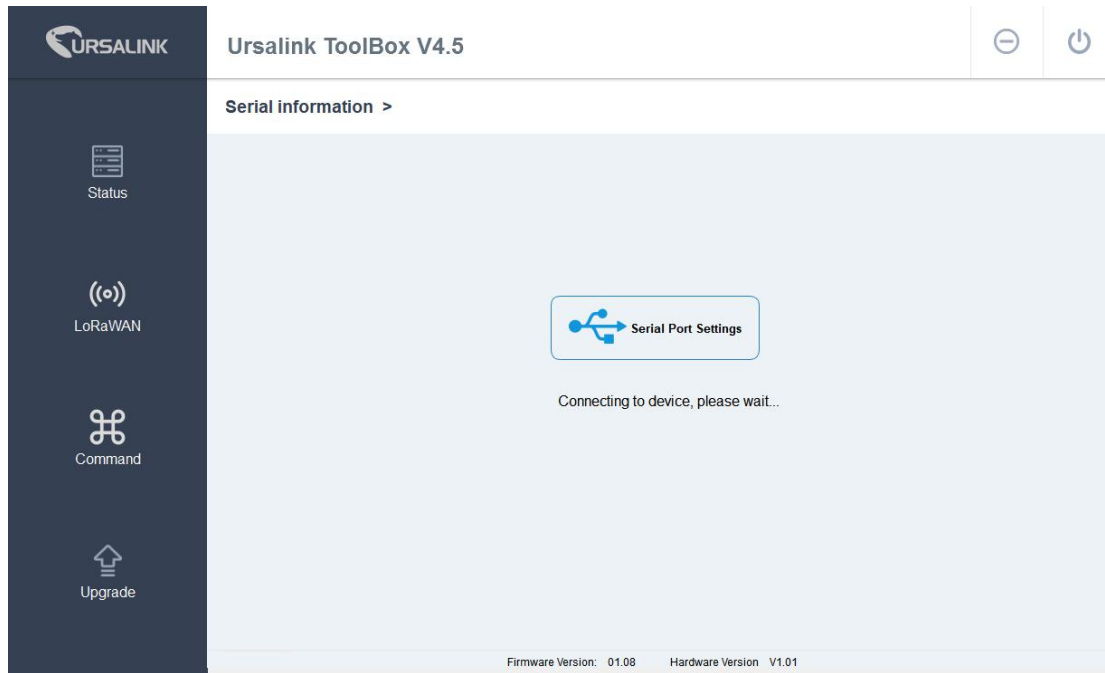 URSALINK
Ursalink ToolBox V4.5
Serial information >
Status
LoRaWAN
Command
Upgrade
Serial Port Settings
Connecting to device, please wait...
Firmware Version: 01.08 Hardware Version V1.01